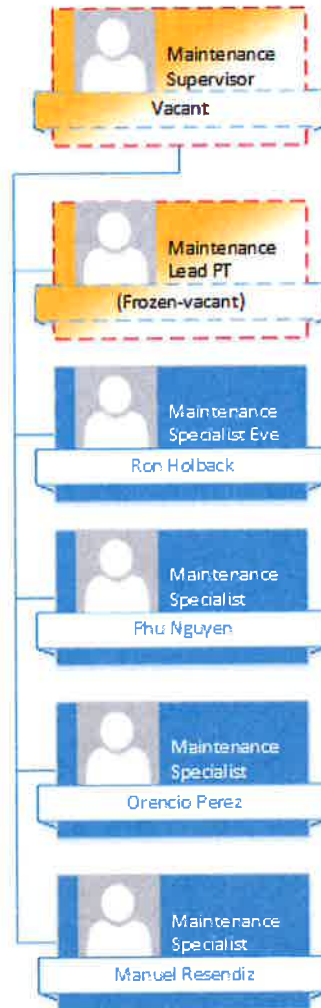 Maintenance
Supervisor
Vacant
Maintenance
Lead PT
(Frozen-vacant)
Maintenance
Specialist Eve
Ron Holback
Maintenance
Specialist
Phu Nguyen
Maintenance
Specialist
Orencio Perez
Maintenance
Specialist
Manuel Resendiz